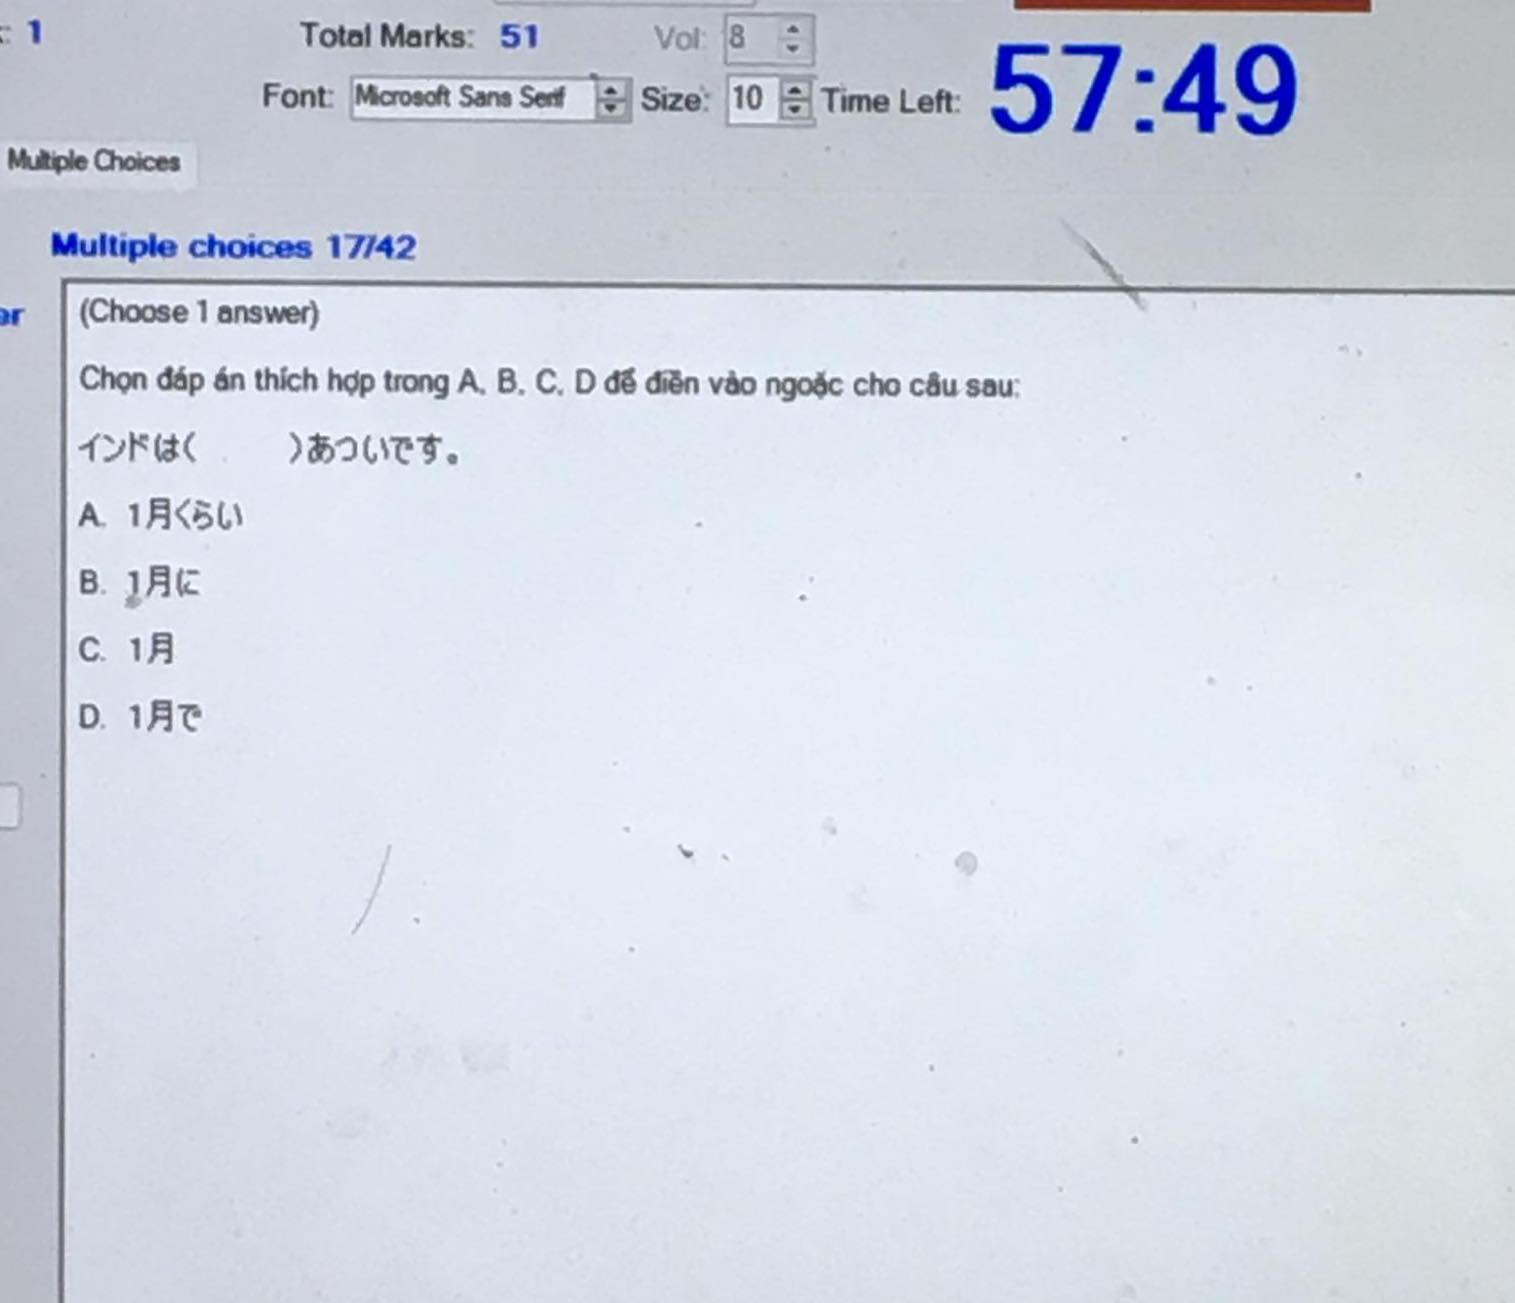 : 1
Total Marks: 51
Vol: 8
Font: Microsoft Sans Serif
Size: 10
Time Left: 57:49
Multiple Choices
Multiple choices 17/42
(Choose 1 answer)
Chọn đáp án thích hợp trong A, B, C, D để điền vào ngoặc cho câu sau:
インドは( )あついです。
A. 1月くらい
B. 1月に
C. 1月
D. 1月で